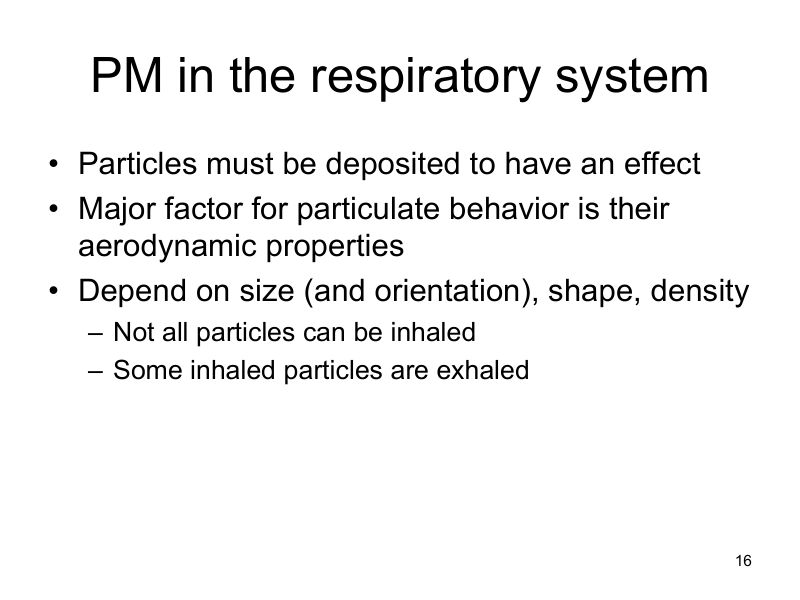 PM in the respiratory system
• Particles must be deposited to have an effect
• Major factor for particulate behavior is their
aerodynamic properties
• Depend on size (and orientation), shape, density
– Not all particles can be inhaled
– Some inhaled particles are exhaled
16